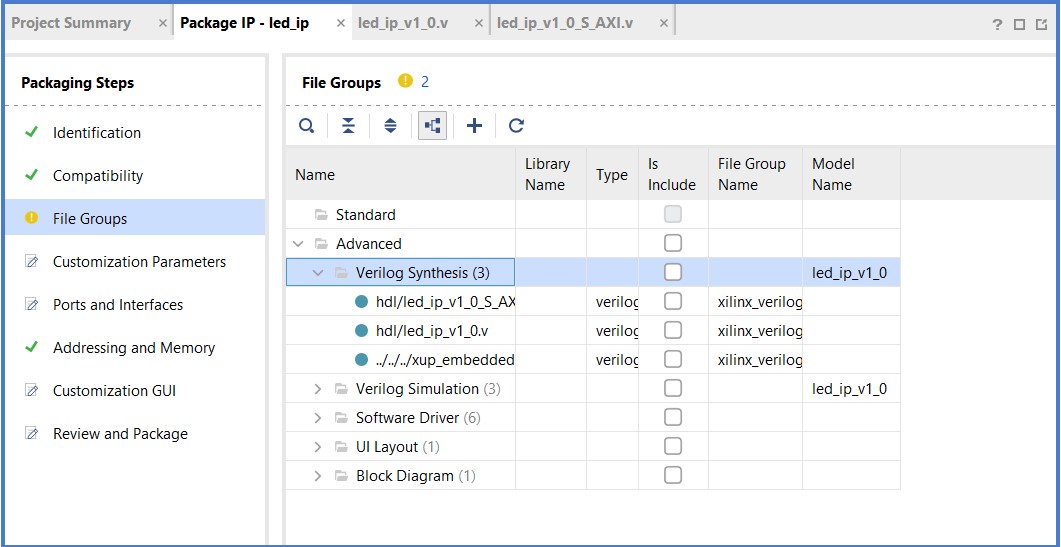 Project Summary × Package IP - led_ip × led_ip_v1_0.v × led_ip_v1_0_S_AXI.v × ?
Packaging Steps
Identification
Compatibility
File Groups
Customization Parameters
Ports and Interfaces
Addressing and Memory
Customization GUI
Review and Package
File Groups 2
Name Library Name Type Is Include File Group Name Model Name
Standard
Advanced
Verilog Synthesis (3) led_ip_v1_0
hdl/led_ip_v1_0_S_AX verilog xilinx_verilog
hdl/led_ip_v1_0.v verilog xilinx_verilog
../../../xup_embedded verilog xilinx_verilog
Verilog Simulation (3) led_ip_v1_0
Software Driver (6)
UI Layout (1)
Block Diagram (1)